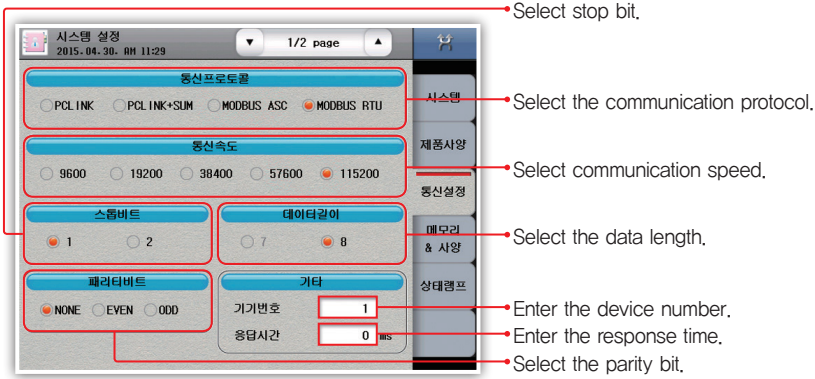 Select stop bit.
시스템 설정
2015.04.30. AM 11:29
▼ 1/2 page ▲
통신프로토콜
PCLINK PCLINK+SUM MODBUS ASC MODBUS RTU
시스템
Select the communication protocol.
통신속도
9600 19200 38400 57600 115200
제품사양
Select communication speed.
통신설정
스톱비트
1 2
데이터길이
7 8
메모리
& 사양
Select the data length.
패리티비트
NONE EVEN ODD
기타
기기번호 1
응답시간 0 ms
상태램프
Enter the device number.
Enter the response time.
Select the parity bit.